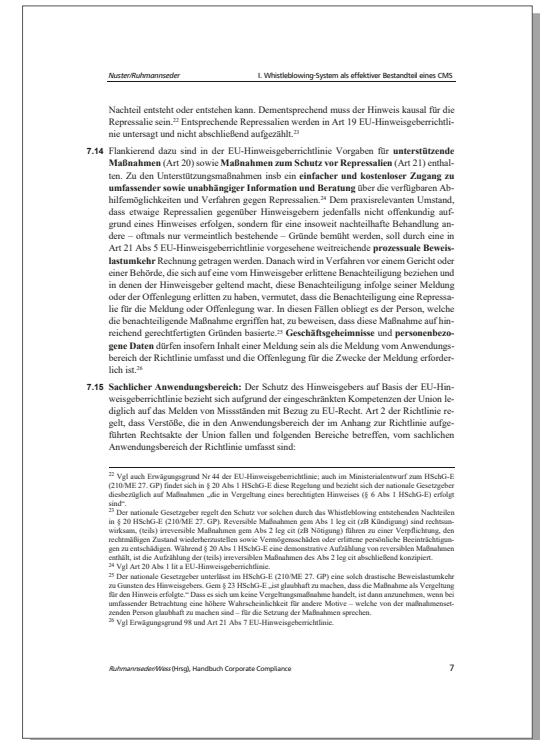 Nuster/Ruhmannseder I. Whistleblowing-System als effektiver Bestandteil eines CMS
Nachteil entsteht oder entstehen kann. Dementsprechend muss der Hinweis kausal für die
Repressalie sein.22 Entsprechende Repressalien werden in Art 19 EU-Hinweisgeberrichtli-
nie untersagt und nicht abschließend aufgezählt.23
7.14 Flankierend dazu sind in der EU-Hinweisgeberrichtlinie Vorgaben für unterstützende
Maßnahmen (Art 20) sowie Maßnahmen zum Schutz vor Repressalien (Art 21) enthal-
ten. Zu den Unterstützungsmaßnahmen insb ein einfacher und kostenloser Zugang zu
umfassender sowie unabhängiger Information und Beratung über die verfügbaren Ab-
hilfemöglichkeiten und Verfahren gegen Repressalien.24 Dem praxisrelevanten Umstand,
dass etwaige Repressalien gegenüber Hinweisgebern jedenfalls nicht offenkundig auf-
grund eines Hinweises erfolgen, sondern für eine insoweit nachteilhafte Behandlung an-
dere – oftmals nur vermeintlich bestehende – Gründe bemüht werden, soll durch eine in
Art 21 Abs 5 EU-Hinweisgeberrichtlinie vorgesehene weitreichende prozessuale Beweis-
lastumkehr Rechnung getragen werden. Danach wird in Verfahren vor einem Gericht oder
einer Behörde, die sich auf eine vom Hinweisgeber erlittene Benachteiligung beziehen und
in denen der Hinweisgeber geltend macht, diese Benachteiligung infolge seiner Meldung
oder der Offenlegung erlitten zu haben, vermutet, dass die Benachteiligung eine Repressa-
lie für die Meldung oder Offenlegung war. In diesen Fällen obliegt es der Person, welche
die benachteiligende Maßnahme ergriffen hat, zu beweisen, dass diese Maßnahme auf hin-
reichend gerechtfertigten Gründen basierte.25 Geschäftsgeheimnisse und personenbezo-
gene Daten dürfen insofern Inhalt einer Meldung sein als die Meldung vom Anwendungs-
bereich der Richtlinie umfasst und die Offenlegung für die Zwecke der Meldung erforder-
lich ist.26
7.15 Sachlicher Anwendungsbereich: Der Schutz des Hinweisgebers auf Basis der EU-Hin-
weisgeberrichtlinie bezieht sich aufgrund der eingeschränkten Kompetenzen der Union le-
diglich auf das Melden von Missständen mit Bezug zu EU-Recht. Art 2 der Richtlinie re-
gelt, dass Verstöße, die in den Anwendungsbereich der im Anhang zur Richtlinie aufge-
führten Rechtsakte der Union fallen und folgenden Bereiche betreffen, vom sachlichen
Anwendungsbereich der Richtlinie umfasst sind:
22 Vgl auch Erwägungsgrund Nr 44 der EU-Hinweisgeberrichtlinie; auch im Ministerialentwurf zum HSchG-E
(210/ME 27. GP) findet sich in § 20 Abs 1 HSchG-E diese Regelung und bezieht sich der nationale Gesetzgeber
diesbezüglich auf Maßnahmen „die in Vergeltung eines berechtigten Hinweises (§ 6 Abs 1 HSchG-E) erfolgt
sind“.
23 Der nationale Gesetzgeber regelt den Schutz vor solchen durch das Whistleblowing entstehenden Nachteilen
in § 20 HSchG-E (210/ME 27. GP). Reversible Maßnahmen gem Abs 1 leg cit (zB Kündigung) sind rechtsun-
wirksam, (teils) irreversible Maßnahmen gem Abs 2 leg cit (zB Nötigung) führen zu einer Verpflichtung, den
rechtmäßigen Zustand wiederherzustellen sowie Vermögensschäden oder erlittene persönliche Beeinträchtigun-
gen zu entschädigen. Während § 20 Abs 1 HSchG-E eine demonstrative Aufzählung von reversiblen Maßnahmen
enthält, ist die Aufzählung der (teils) irreversiblen Maßnahmen des Abs 2 leg cit abschließend konzipiert.
24 Vgl Art 20 Abs 1 lit a EU-Hinweisgeberrichtlinie.
25 Der nationale Gesetzgeber unterlässt im HSchG-E (210/ME 27. GP) eine solch drastische Beweislastumkehr
zu Gunsten des Hinweisgebers. Gem § 23 HSchG-E „ist glaubhaft zu machen, dass die Maßnahme als Vergeltung
für den Hinweis erfolgte.“ Dass es sich um keine Vergeltungsmaßnahme handelt, ist dann anzunehmen, wenn bei
umfassender Betrachtung eine höhere Wahrscheinlichkeit für andere Motive – welche von der maßnahmenset-
zenden Person glaubhaft zu machen sind – für die Setzung der Maßnahmen sprechen.
26 Vgl Erwägungsgrund 98 und Art 21 Abs 7 EU-Hinweisgeberrichtlinie.
Ruhmannseder/Wess (Hrsg), Handbuch Corporate Compliance 7